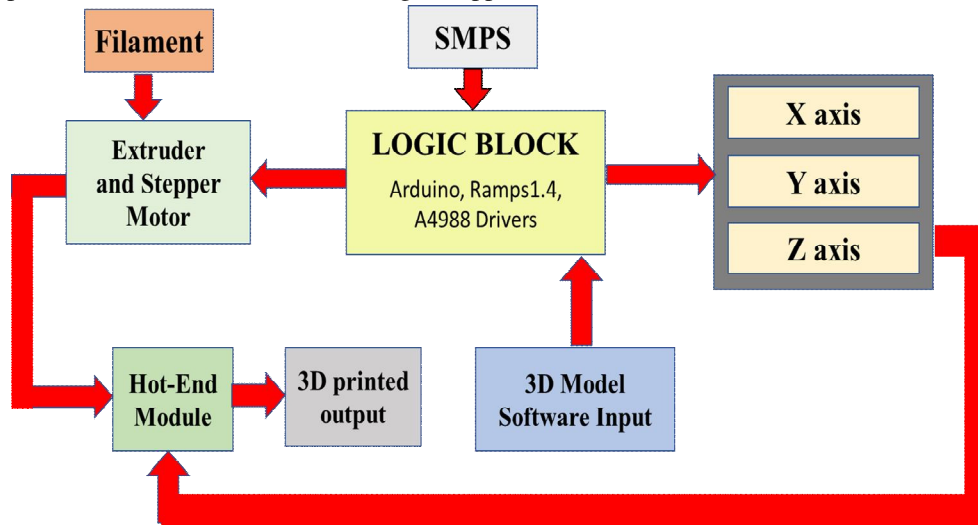 Filament
SMPS
Extruder
and Stepper
Motor
LOGIC BLOCK
Arduino, Ramps1.4,
A4988 Drivers
X axis
Y axis
Z axis
Hot-End
Module
3D printed
output
3D Model
Software Input